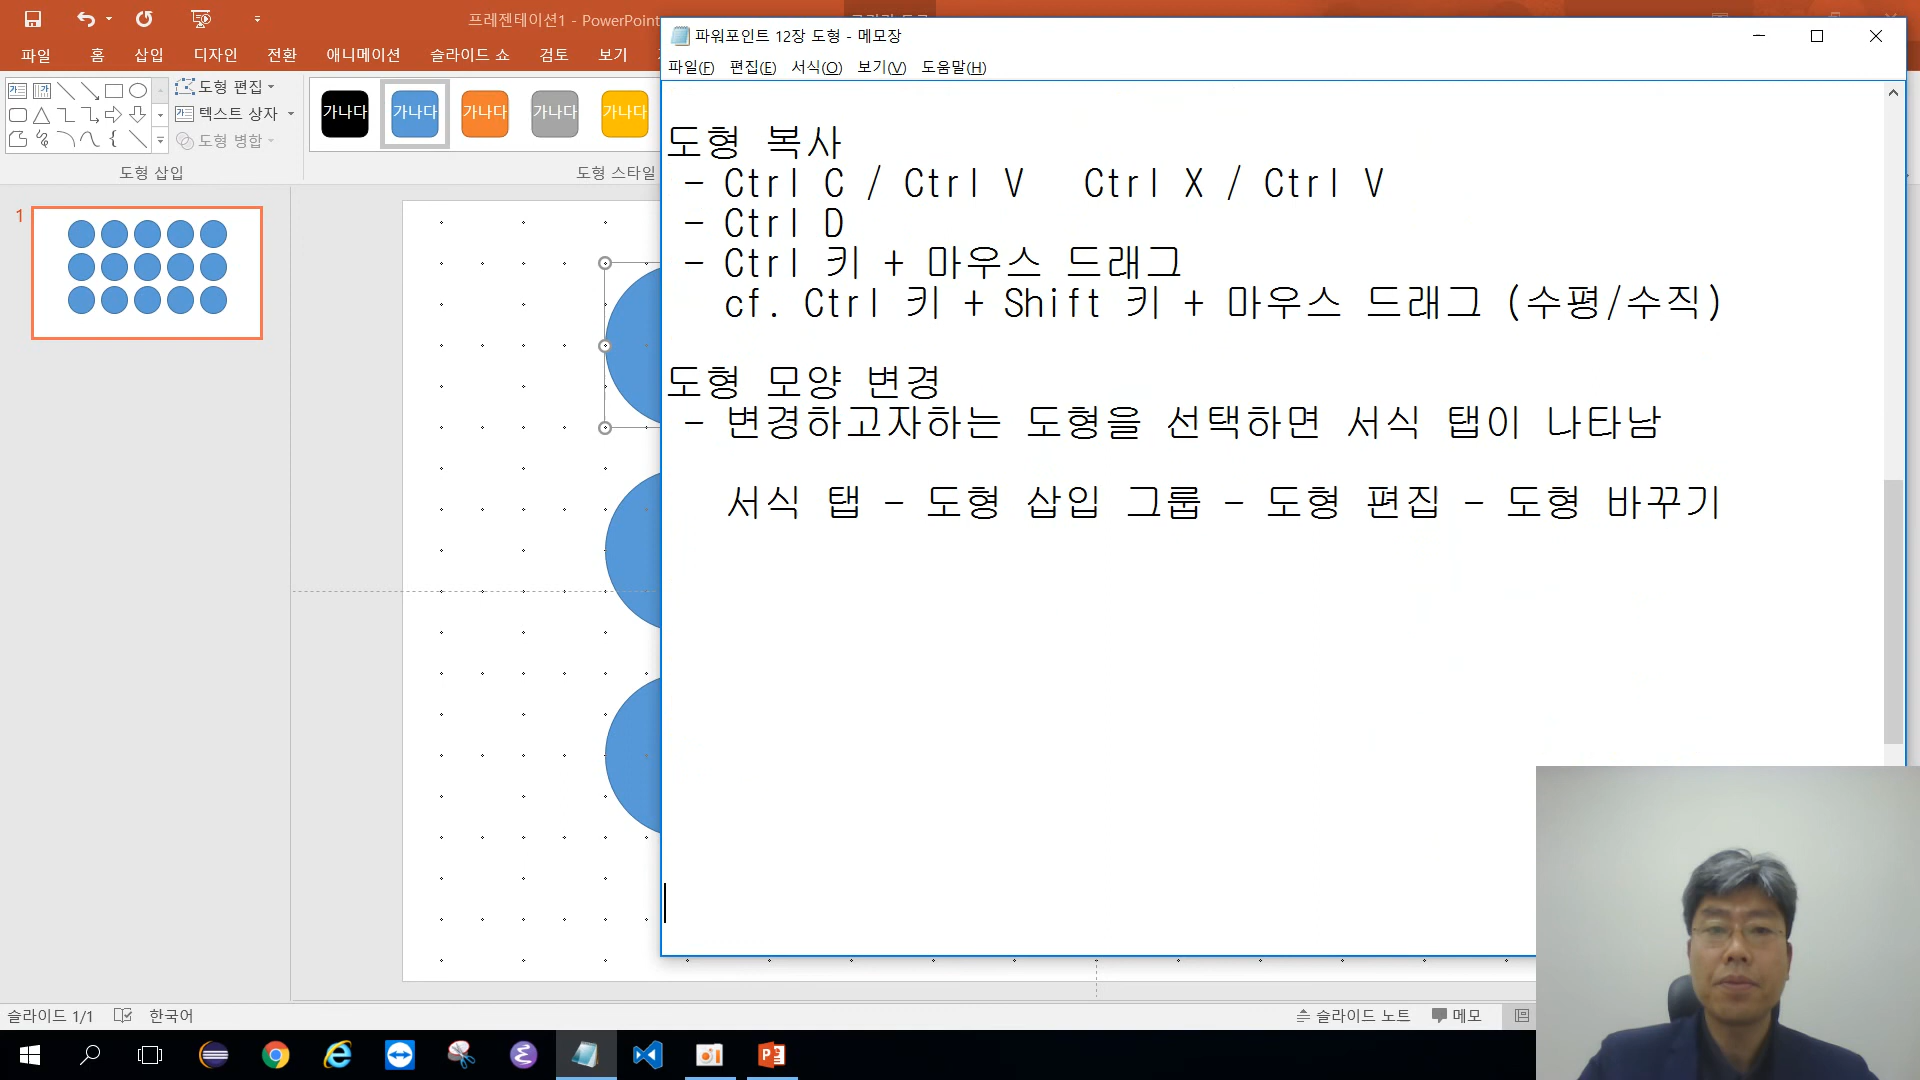 프레젠테이션1 - PowerPoint
파일 홈 삽입 디자인 전환 애니메이션 슬라이드 쇼 검토 보기
도형 편집
텍스트 상자
도형 병합
도형 삽입
가나다 가나다 가나다 가나다 가나다
도형 스타일
1
파워포인트 12장 도형 - 메모장
파일(F) 편집(E) 서식(O) 보기(V) 도움말(H)
도형 복사
- Ctrl C / Ctrl V Ctrl X / Ctrl V
- Ctrl D
- Ctrl 키 + 마우스 드래그
cf. Ctrl 키 + Shift 키 + 마우스 드래그 (수평/수직)
도형 모양 변경
- 변경하고자하는 도형을 선택하면 서식 탭이 나타남
서식 탭 - 도형 삽입 그룹 - 도형 편집 - 도형 바꾸기
슬라이드 1/1 한국어 슬라이드 노트 메모